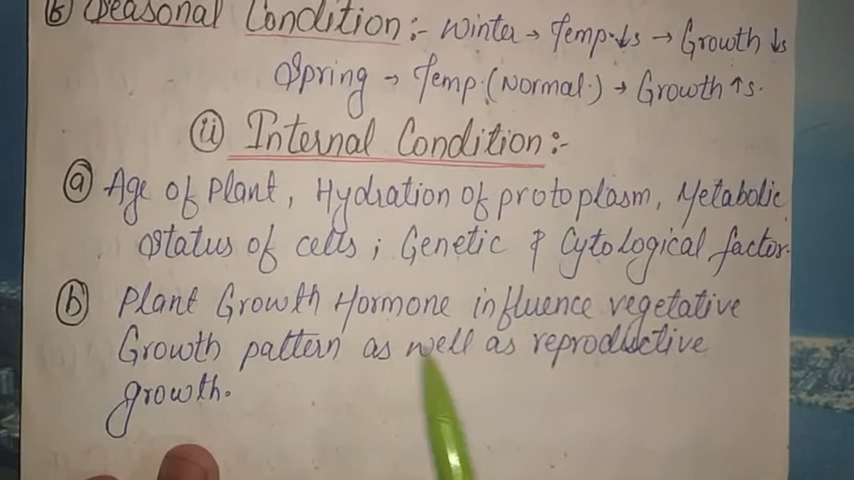 ⑥ Seasonal Condition :- Winter → Temp. ↓s → Growth ↓s
Spring → Temp. (Normal.) → Growth ↑s.
(ii) Internal Condition :-
(a) Age of Plant, Hydration of protoplasm, Metabolic
status of cells ; Genetic & Cytological factor.
(b) Plant Growth Hormone influence vegetative
Growth pattern as well as reproductive
growth.